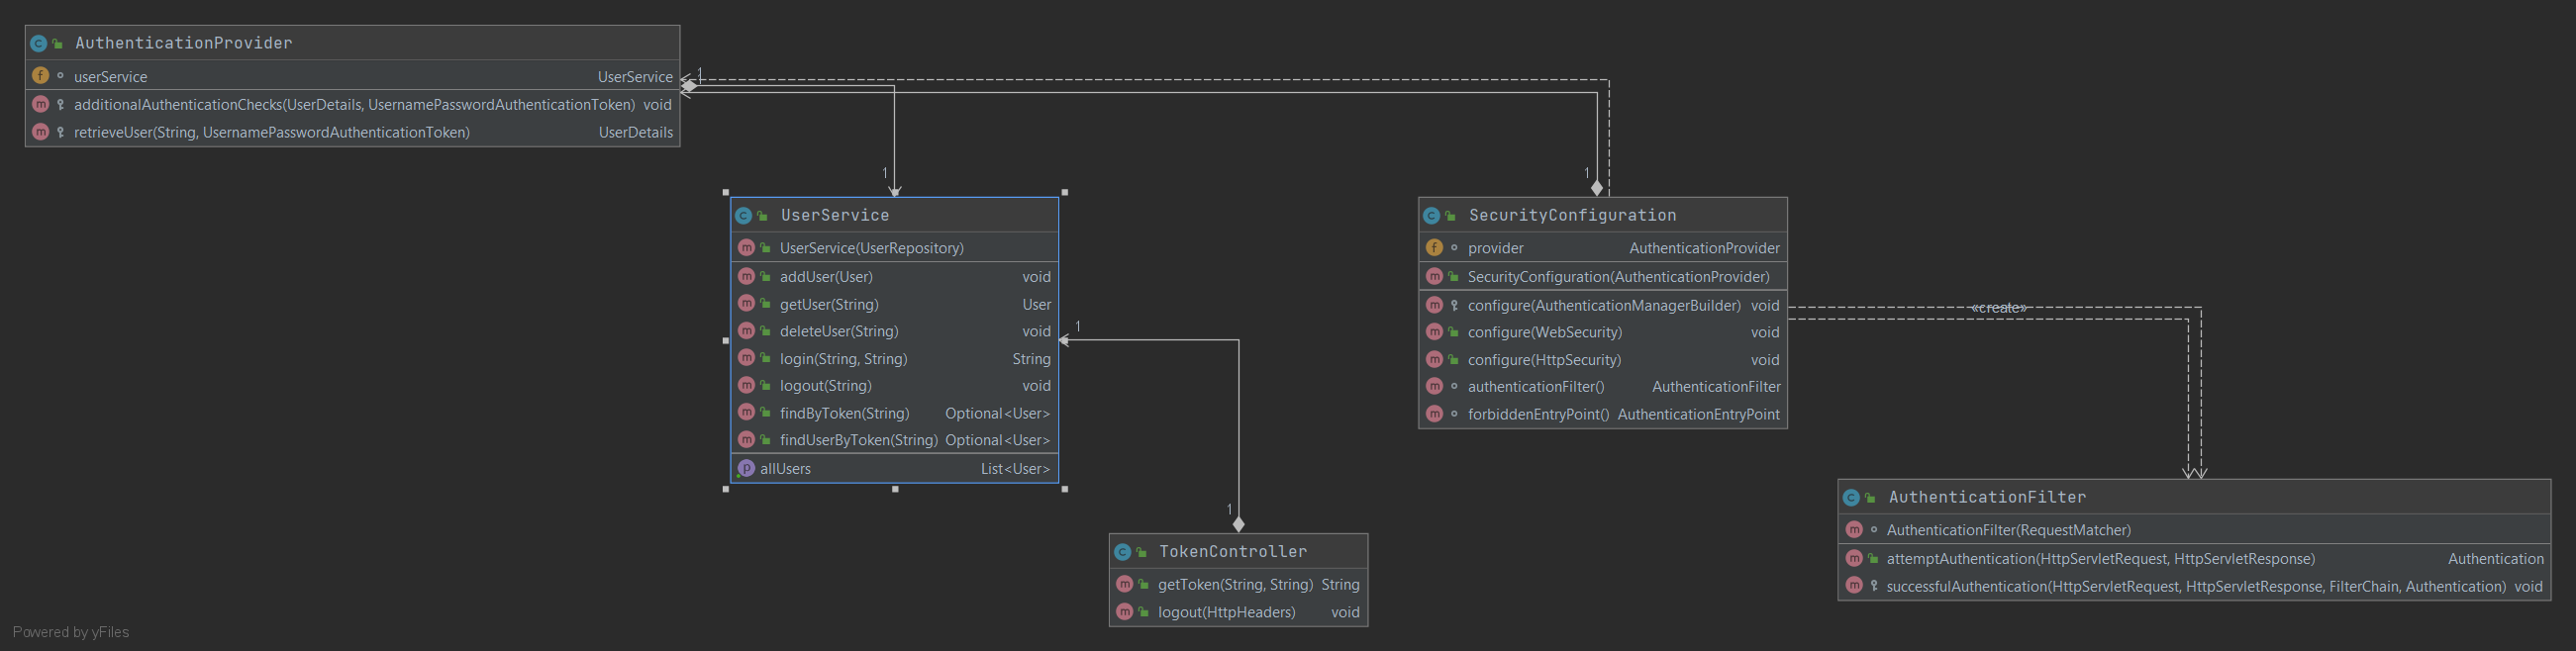 AuthenticationProvider
userService UserService
additionalAuthenticationChecks(UserDetails, UsernamePasswordAuthenticationToken) void
retrieveUser(String, UsernamePasswordAuthenticationToken) UserDetails
1
1
UserService
UserService(UserRepository)
addUser(User) void
getUser(String) User
deleteUser(String) void
login(String, String) String
logout(String) void
findByToken(String) Optional<User>
findUserByToken(String) Optional<User>
allUsers List<User>
1
1
TokenController
getToken(String, String) String
logout(HttpHeaders) void
1
SecurityConfiguration
provider AuthenticationProvider
SecurityConfiguration(AuthenticationProvider)
configure(AuthenticationManagerBuilder) void
configure(WebSecurity) void
configure(HttpSecurity) void
authenticationFilter() AuthenticationFilter
forbiddenEntryPoint() AuthenticationEntryPoint
«create»
AuthenticationFilter
AuthenticationFilter(RequestMatcher)
attemptAuthentication(HttpServletRequest, HttpServletResponse) Authentication
successfulAuthentication(HttpServletRequest, HttpServletResponse, FilterChain, Authentication) void
Powered by yFiles